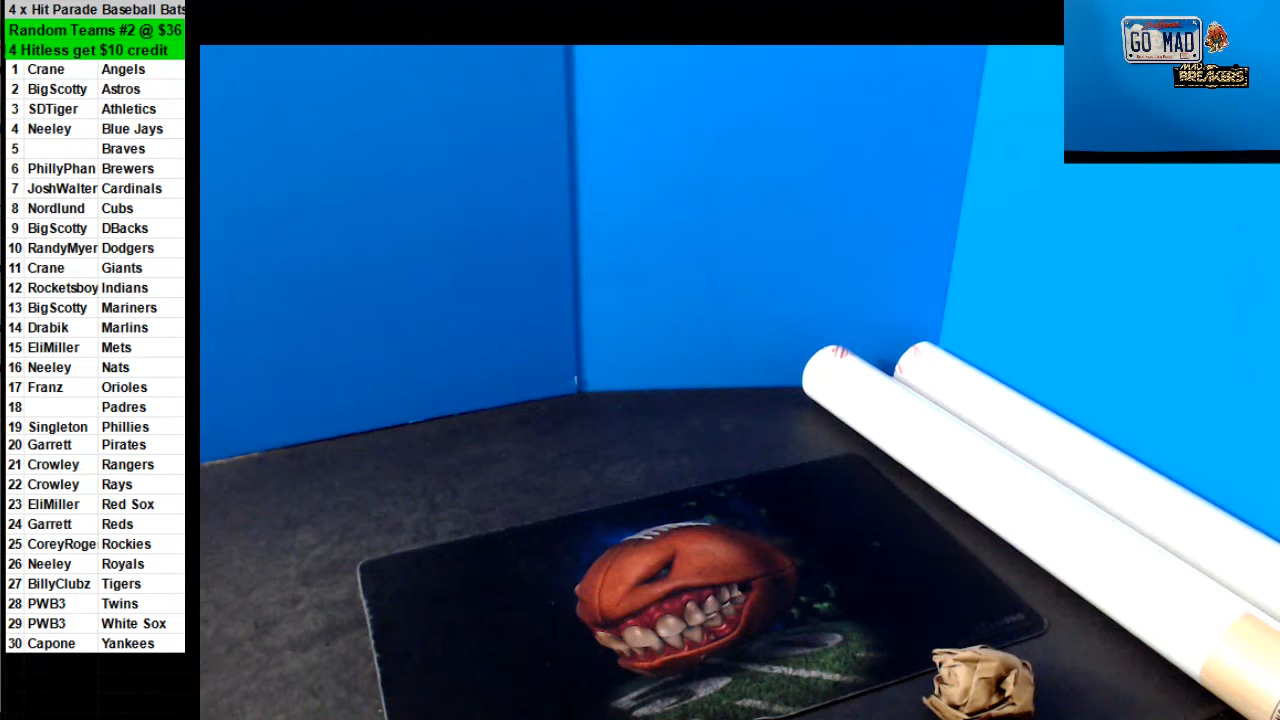 4 x Hit Parade Baseball Bats
Random Teams #2 @ $36
4 Hitless get $10 credit
1 Crane Angels
2 BigScotty Astros
3 SDTiger Athletics
4 Neeley Blue Jays
5 Braves
6 PhillyPhan Brewers
7 JoshWalter Cardinals
8 Nordlund Cubs
9 BigScotty DBacks
10 RandyMyer Dodgers
11 Crane Giants
12 Rocketsboy Indians
13 BigScotty Mariners
14 Drabik Marlins
15 EliMiller Mets
16 Neeley Nats
17 Franz Orioles
18 Padres
19 Singleton Phillies
20 Garrett Pirates
21 Crowley Rangers
22 Crowley Rays
23 EliMiller Red Sox
24 Garrett Reds
25 CoreyRoge Rockies
26 Neeley Royals
27 BillyClubz Tigers
28 PWB3 Twins
29 PWB3 White Sox
30 Capone Yankees
GO MAD
MAD
BREAKERS